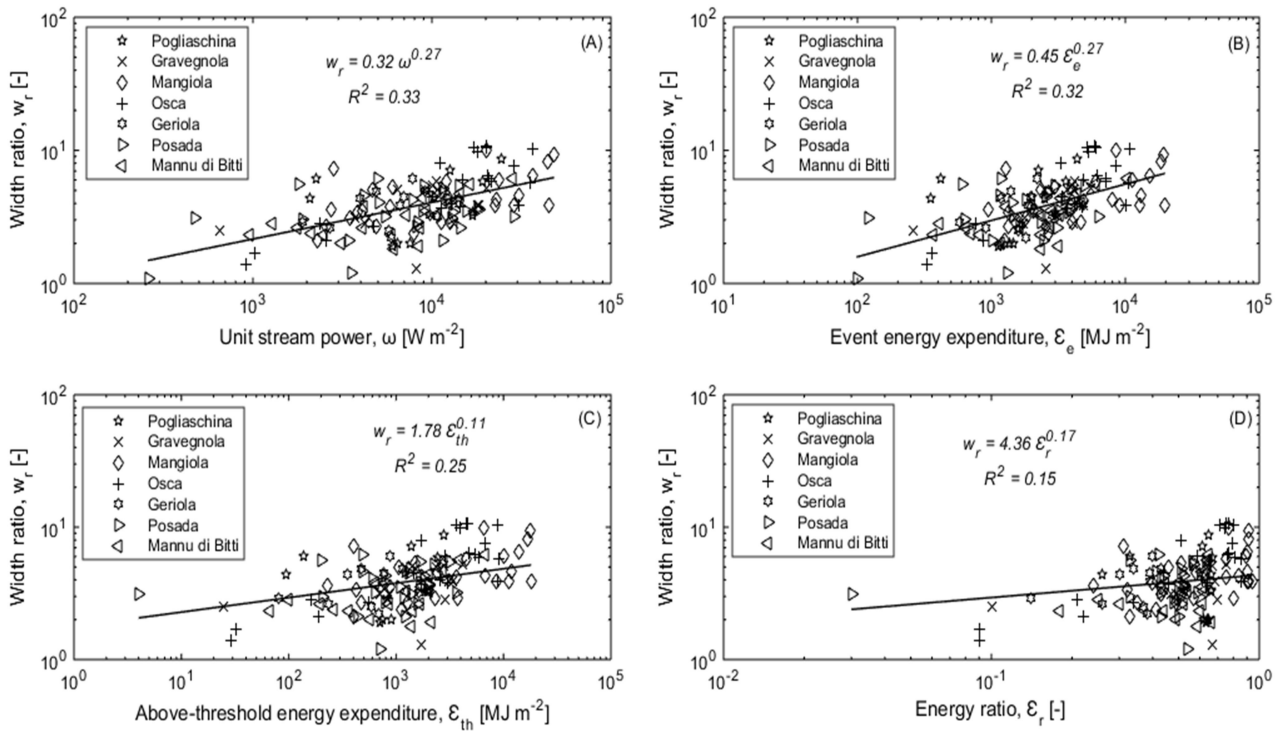 (A)
Pogliaschina
Gravegnola
Mangiola
Osca
Geriola
Posada
Mannu di Bitti
w_r = 0.32 ω^0.27
R^2 = 0.33
Width ratio, w_r [-]
10^2
10^1
10^0
10^2 10^3 10^4 10^5
Unit stream power, ω [W m^-2]
(B)
Pogliaschina
Gravegnola
Mangiola
Osca
Geriola
Posada
Mannu di Bitti
w_r = 0.45 Ɛ_e^0.27
R^2 = 0.32
Width ratio, w_r [-]
10^2
10^1
10^0
10^1 10^2 10^3 10^4 10^5
Event energy expenditure, Ɛ_e [MJ m^-2]
(C)
Pogliaschina
Gravegnola
Mangiola
Osca
Geriola
Posada
Mannu di Bitti
w_r = 1.78 Ɛ_th^0.11
R^2 = 0.25
Width ratio, w_r [-]
10^2
10^1
10^0
10^0 10^1 10^2 10^3 10^4 10^5
Above-threshold energy expenditure, Ɛ_th [MJ m^-2]
(D)
Pogliaschina
Gravegnola
Mangiola
Osca
Geriola
Posada
Mannu di Bitti
w_r = 4.36 Ɛ_r^0.17
R^2 = 0.15
Width ratio, w_r [-]
10^2
10^1
10^0
10^-2 10^-1 10^0
Energy ratio, Ɛ_r [-]